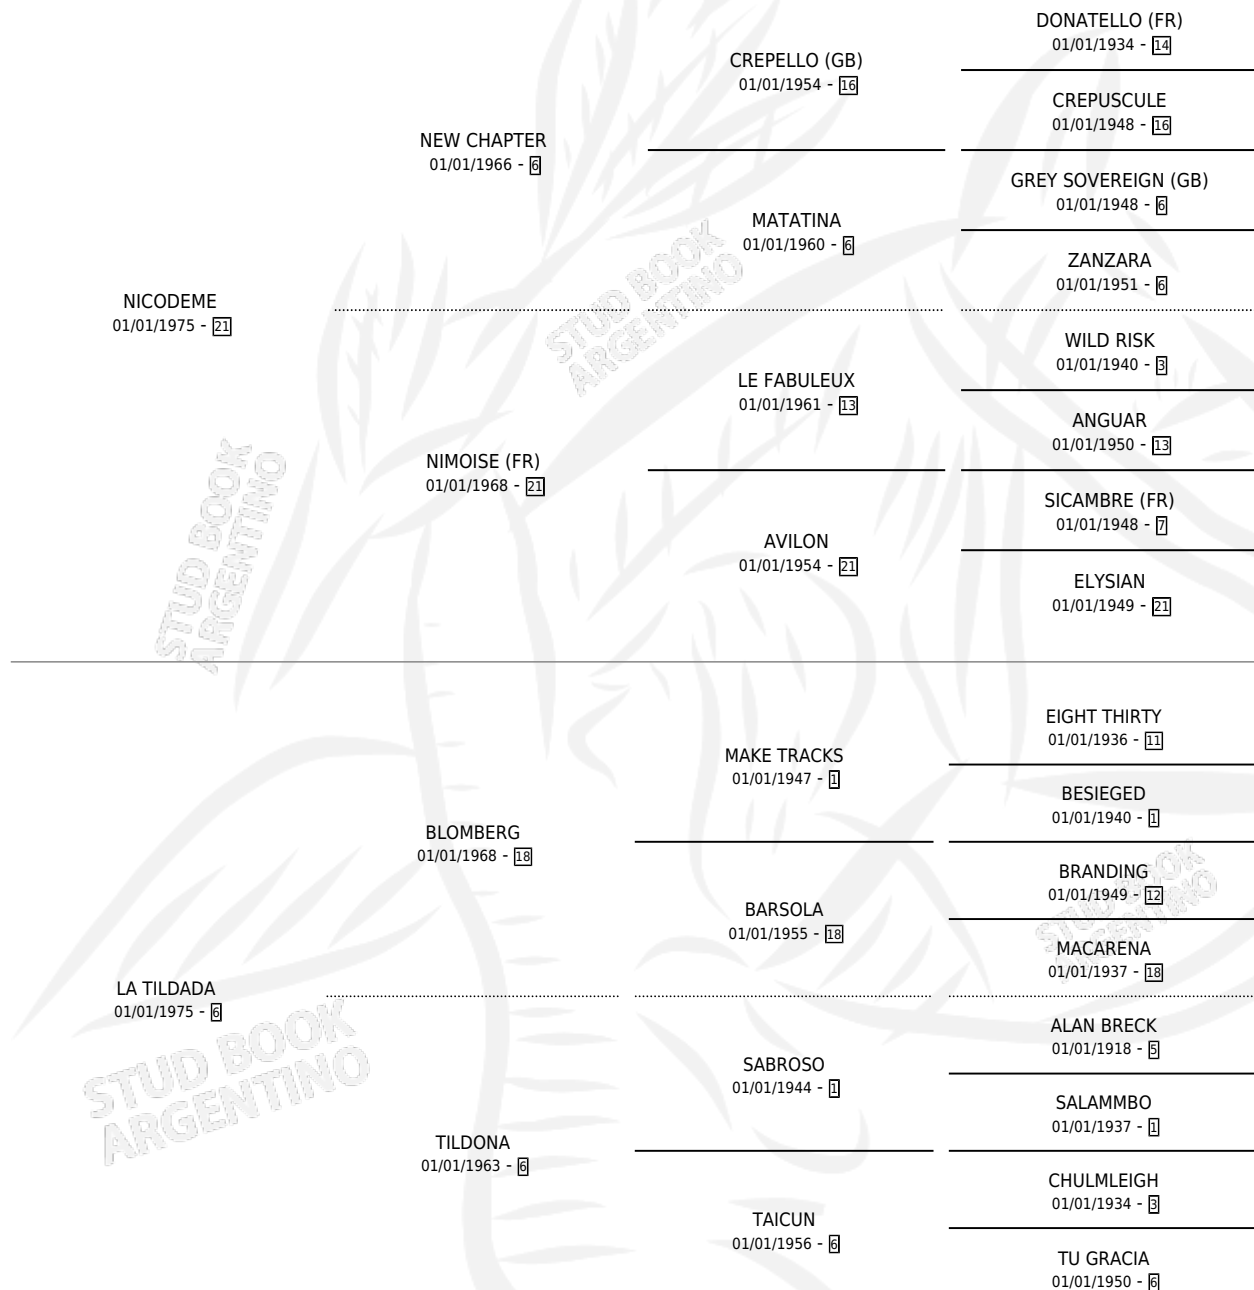 DONATELLO (FR)
01/01/1934 - 14
CREPELLO (GB)
01/01/1954 - 16
CREPUSCULE
01/01/1948 - 16
NEW CHAPTER
01/01/1966 - 6
GREY SOVEREIGN (GB)
01/01/1948 - 6
MATATINA
01/01/1960 - 6
ZANZARA
01/01/1951 - 6
NICODEME
01/01/1975 - 21
WILD RISK
01/01/1940 - 3
LE FABULEUX
01/01/1961 - 13
ANGUAR
01/01/1950 - 13
NIMOISE (FR)
01/01/1968 - 21
SICAMBRE (FR)
01/01/1948 - 7
AVILON
01/01/1954 - 21
ELYSIAN
01/01/1949 - 21
STUD BOOK
ARGENTINO
STUD BOOK
ARGENTINO
EIGHT THIRTY
01/01/1936 - 11
MAKE TRACKS
01/01/1947 - 1
BESIEGED
01/01/1940 - 1
BLOMBERG
01/01/1968 - 18
BRANDING
01/01/1949 - 12
BARSOLA
01/01/1955 - 18
MACARENA
01/01/1937 - 18
STUD BOOK
ARGENTINO
LA TILDADA
01/01/1975 - 6
ALAN BRECK
01/01/1918 - 5
SABROSO
01/01/1944 - 1
SALAMMBO
01/01/1937 - 1
TILDONA
01/01/1963 - 6
CHULMLEIGH
01/01/1934 - 3
TAICUN
01/01/1956 - 6
TU GRACIA
01/01/1950 - 6
STUD BOOK
ARGENTINO